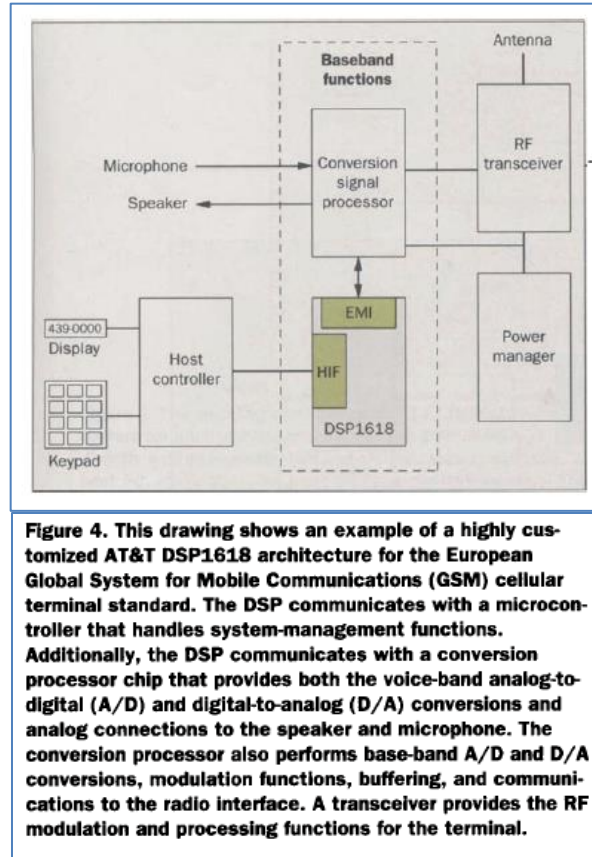 Antenna
Baseband
functions
RF
transceiver
Microphone
Conversion
signal
processor
Speaker
EMI
439-0000
Display
Host
controller
HIF
Power
manager
DSP1618
Keypad
Figure 4. This drawing shows an example of a highly cus-
tomized AT&T DSP1618 architecture for the European
Global System for Mobile Communications (GSM) cellular
terminal standard. The DSP communicates with a microcon-
troller that handles system-management functions.
Additionally, the DSP communicates with a conversion
processor chip that provides both the voice-band analog-to-
digital (A/D) and digital-to-analog (D/A) conversions and
analog connections to the speaker and microphone. The
conversion processor also performs base-band A/D and D/A
conversions, modulation functions, buffering, and communi-
cations to the radio interface. A transceiver provides the RF
modulation and processing functions for the terminal.